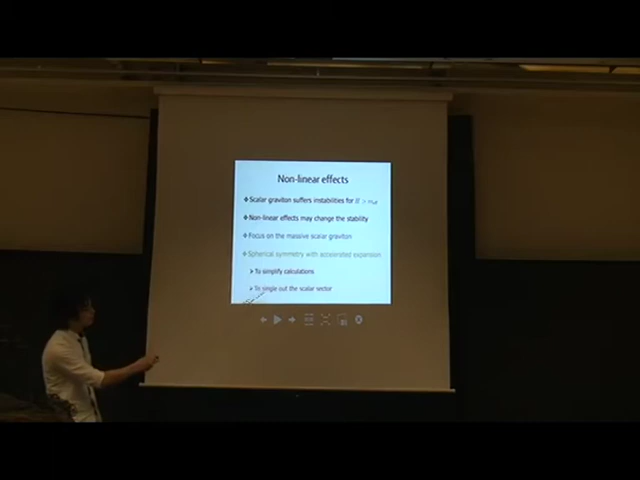 Non-linear effects
❖Scalar graviton suffers instabilities for H >
❖Non-linear effects may change the stability
❖Focus on the massive scalar graviton
❖Spherical symmetry with accelerated expansion
➤To simplify calculations
➤To single out the scalar sector